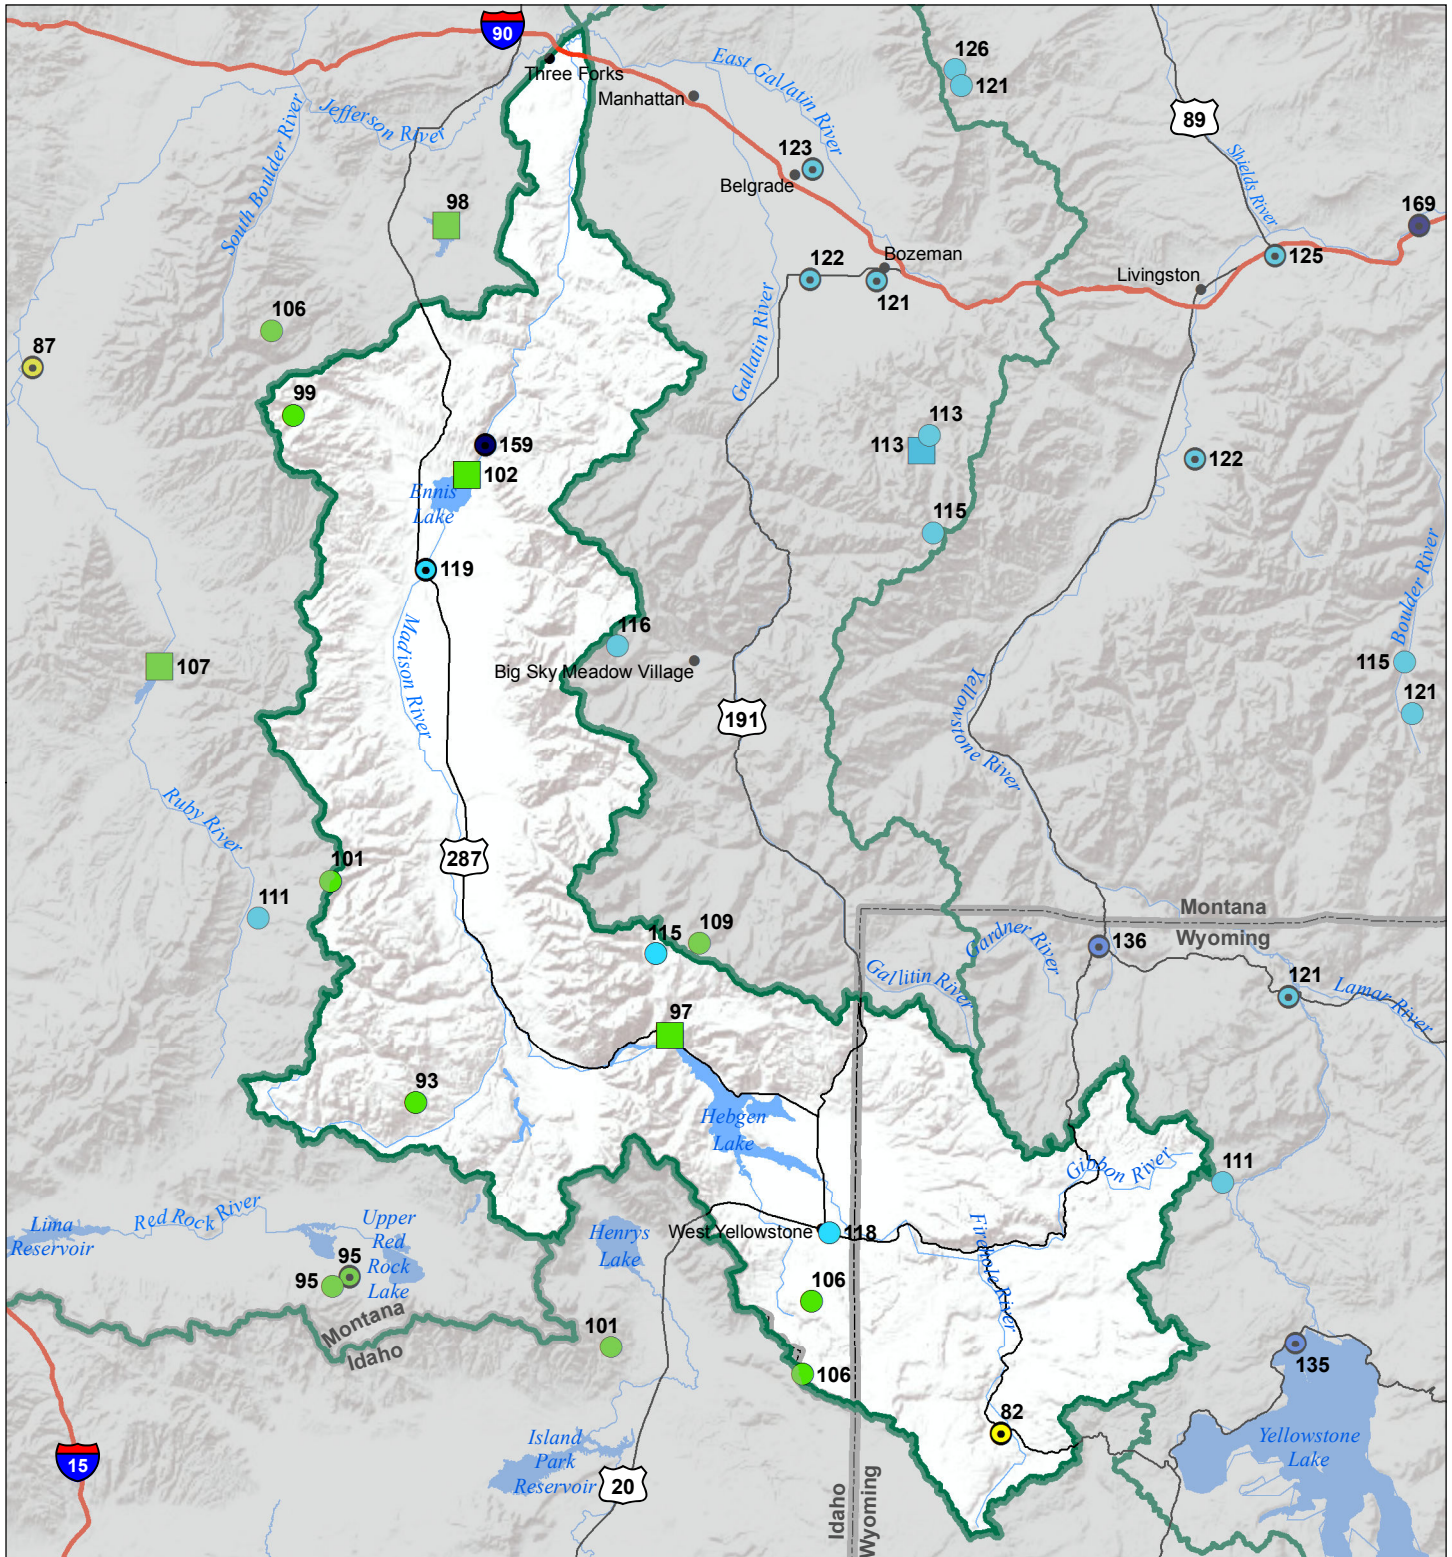 90
Three Forks
Manhattan
East Gallatin River
126
121
89
Jefferson River
South Boulder River
123
Belgrade
Shields River
98
169
122
Bozeman
121
Livingston
125
106
87
Gallatin River
99
113
113
159
102
122
Ennis
Lake
115
119
Boulder River
116
Madison River
Big Sky Meadow Village
107
115
191
121
Yellowstone River
Ruby River
287
101
111
Montana
Wyoming
115
109
Gardner River
136
Gallitin River
121
Lamar River
97
93
Hebgen
Lake
Gibbon River
111
Lima
Reservoir
Red Rock River
Upper
Red
Rock
Lake
Henrys
Lake
West Yellowstone
118
Firehole River
95
95
106
Montana
Idaho
101
106
135
82
Island
Park
Reservoir
Yellowstone
Lake
15
20
Idaho
Wyoming